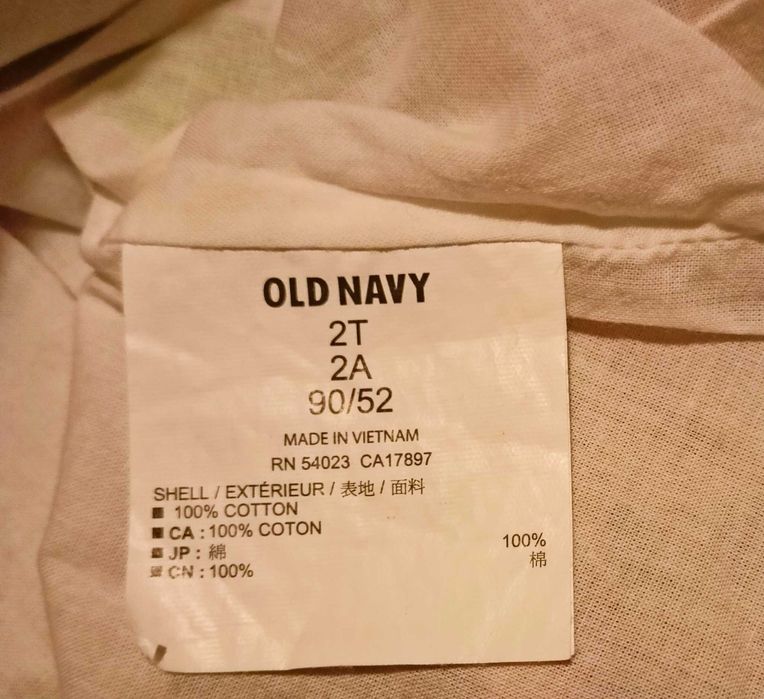 OLD NAVY
2T
2A
90/52
MADE IN VIETNAM
RN 54023 CA17897
SHELL / EXTÉRIEUR / 表地 / 面料
100% COTTON
CA : 100% COTON
JP : 綿 100%
CN : 100% 棉